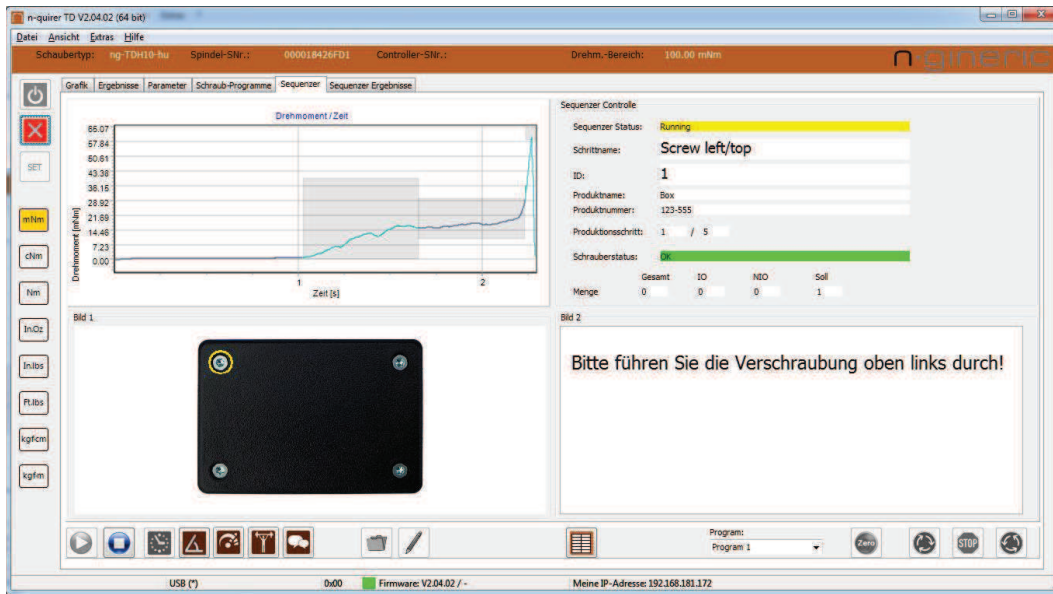 n-quirer TD V2.04.02 (64 bit)
Datei Ansicht Extras Hilfe
Schaubertyp: ng-TDH10-hu Spindel-SNr.: 000018426FD1 Controller-SNr.: Drehm.-Bereich: 100.00 mNm
Grafik Ergebnisse Parameter Schraub-Programme Sequenzer Sequenzer Ergebnisse
SET
mNm
cNm
Nm
In.Oz
In.lbs
Ft.lbs
kgfcm
kgfm
Drehmoment / Zeit
Drehmoment [mNm]
65.07
57.84
50.61
43.38
36.15
28.92
21.69
14.46
7.23
0.00
1 2
Zeit [s]
Sequenzer Controlle
Sequenzer Status: Running
Schrittname: Screw left/top
ID: 1
Produktname: Box
Produktnummer: 123-555
Produktionsschritt: 1 / 5
Schrauberstatus: OK
Gesamt IO NIO Soll
Menge 0 0 0 1
Bild 1
Bild 2
Bitte führen Sie die Verschraubung oben links durch!
Program:
Program 1
Zero
STOP
USB (*) 0x00 Firmware: V2.04.02 / - Meine IP-Adresse: 192.168.181.172